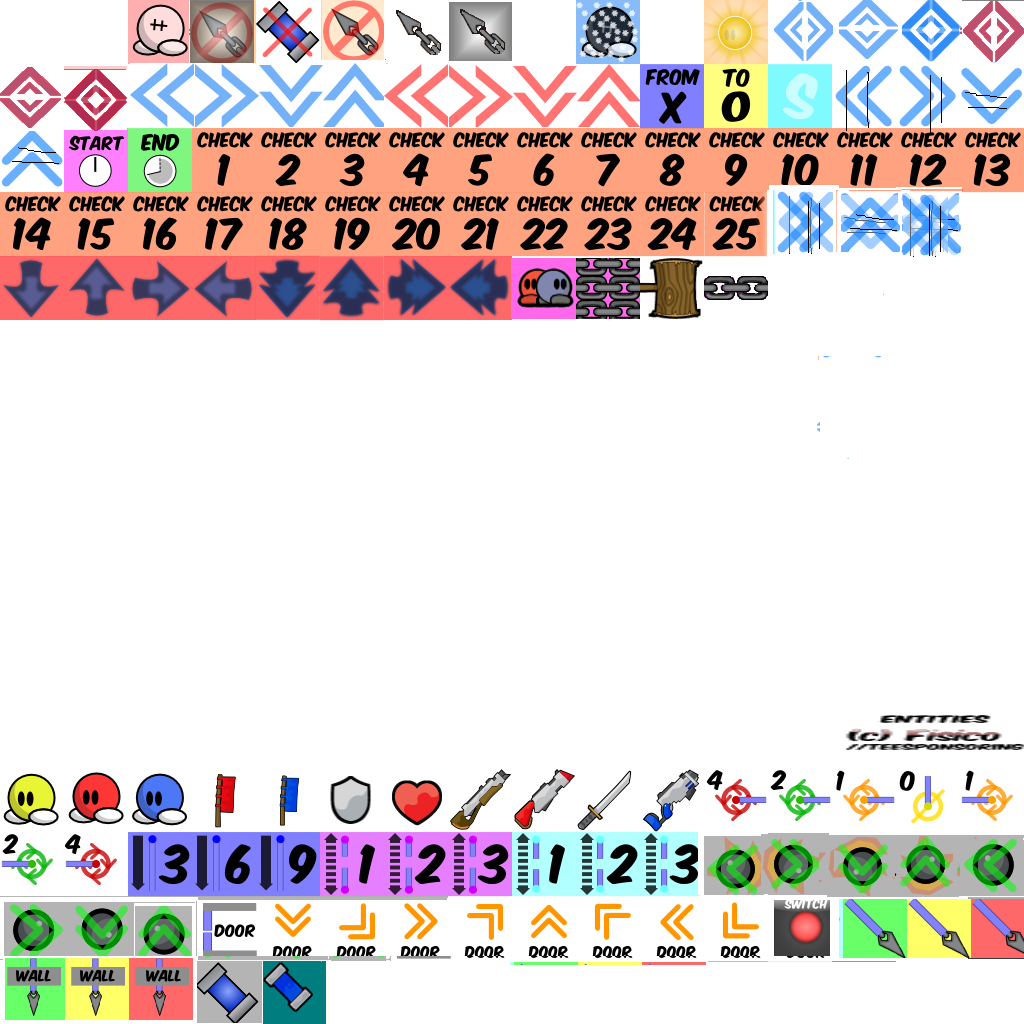 FROM TO S
X O
START END CHECK CHECK CHECK CHECK CHECK CHECK CHECK CHECK CHECK CHECK CHECK CHECK CHECK
1 2 3 4 5 6 7 8 9 10 11 12 13
CHECK CHECK CHECK CHECK CHECK CHECK CHECK CHECK CHECK CHECK CHECK CHECK
14 15 16 17 18 19 20 21 22 23 24 25
ENTITIES
(c) Fisico
//TEESPONSORING
4 2 1 0 1
2 4
3 6 9 1 2 3 1 2 3
SWITCH
DOOR
DOOR DOOR DOOR DOOR DOOR DOOR DOOR DOOR
WALL WALL WALL